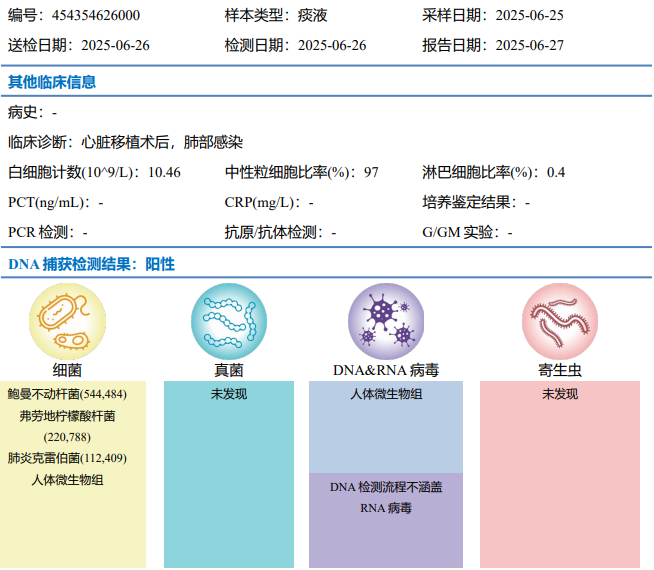 编号：454354626000 样本类型：痰液 采样日期：2025-06-25
送检日期：2025-06-26 检测日期：2025-06-26 报告日期：2025-06-27
其他临床信息
病史：-
临床诊断：心脏移植术后，肺部感染
白细胞计数(10^9/L)：10.46 中性粒细胞比率(%)：97 淋巴细胞比率(%)：0.4
PCT(ng/mL)：- CRP(mg/L)：- 培养鉴定结果：-
PCR 检测：- 抗原/抗体检测：- G/GM 实验：-
DNA 捕获检测结果：阳性
细菌 真菌 DNA&RNA 病毒 寄生虫
鲍曼不动杆菌(544,484) 未发现 人体微生物组 未发现
弗劳地柠檬酸杆菌
(220,788)
肺炎克雷伯菌(112,409)
人体微生物组
DNA 检测流程不涵盖
RNA 病毒